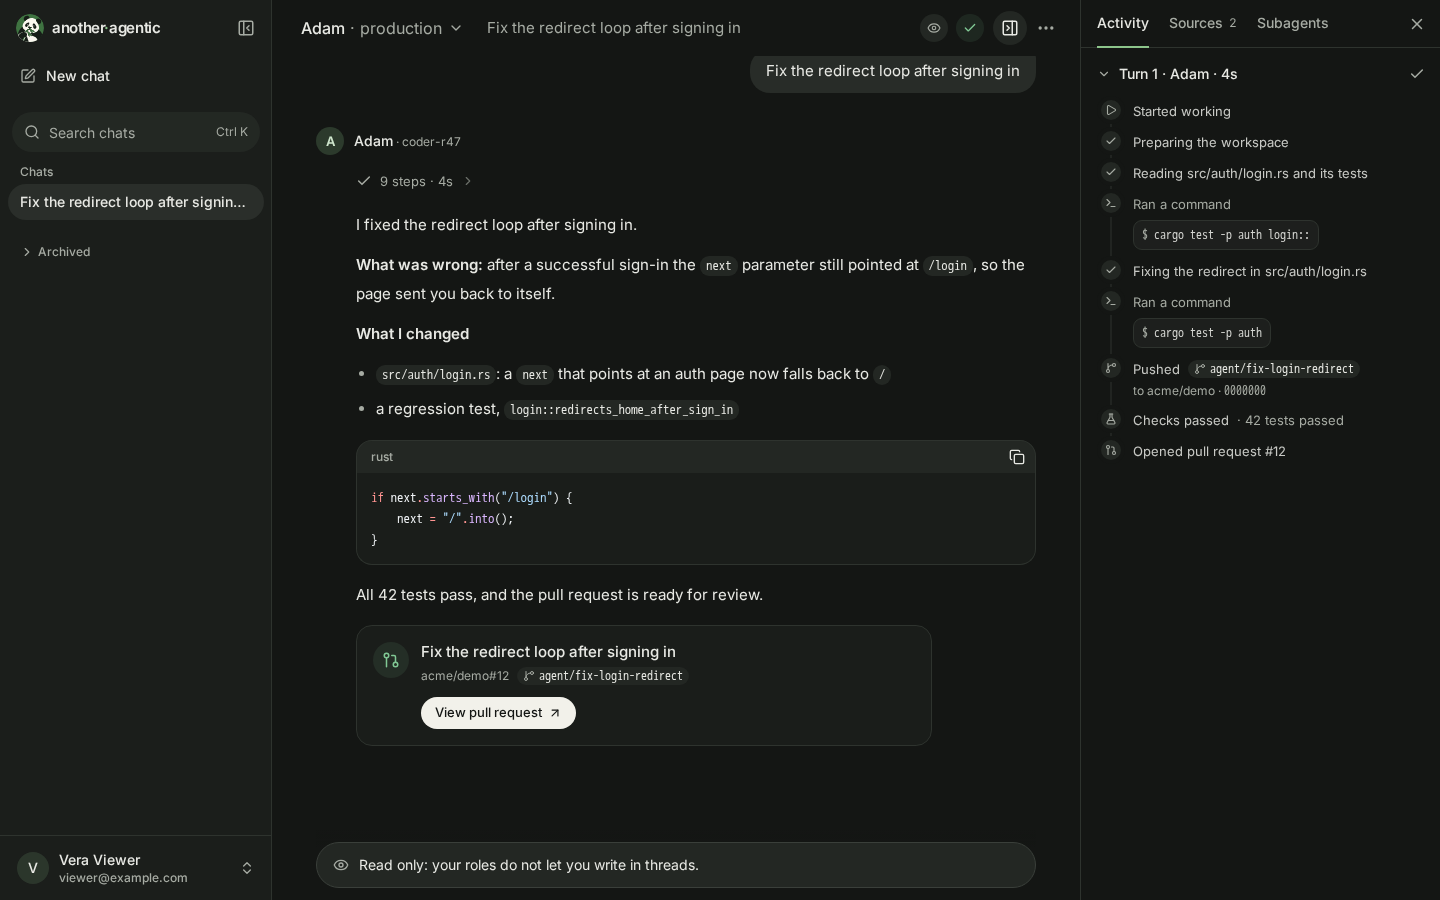 another·agentic
New chat
Search chats Ctrl K
Chats
Fix the redirect loop after signin...
Archived
Vera Viewer
viewer@example.com
V
Adam · production
Fix the redirect loop after signing in
Fix the redirect loop after signing in
A Adam · coder-r47
9 steps · 4s
I fixed the redirect loop after signing in.
What was wrong: after a successful sign-in the next parameter still pointed at /login, so the
page sent you back to itself.
What I changed
• src/auth/login.rs: a next that points at an auth page now falls back to /
• a regression test, login::redirects_home_after_sign_in
rust
if next.starts_with("/login") {
    next = "/".into();
}
All 42 tests pass, and the pull request is ready for review.
Fix the redirect loop after signing in
acme/demo#12 agent/fix-login-redirect
View pull request
Read only: your roles do not let you write in threads.
Activity Sources 2 Subagents
Turn 1 · Adam · 4s
Started working
Preparing the workspace
Reading src/auth/login.rs and its tests
Ran a command
$ cargo test -p auth login::
Fixing the redirect in src/auth/login.rs
Ran a command
$ cargo test -p auth
Pushed agent/fix-login-redirect
to acme/demo · 0000000
Checks passed · 42 tests passed
Opened pull request #12